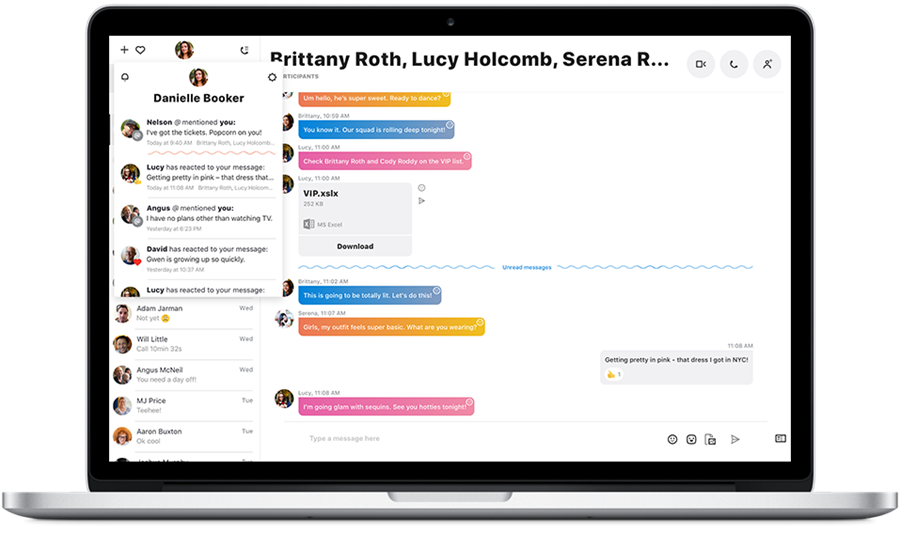 Danielle Booker
Nelson @mentioned you:
I've got the tickets. Popcorn on you!
Today at 9:40 AM Brittany Roth, Lucy Holcomb...
Lucy has reacted to your message:
Getting pretty in pink – that dress that...
Today at 11:08 AM Brittany Roth, Lucy Holcom...
Angus @mentioned you:
I have no plans other than watching TV.
Yesterday at 6:23 PM
David has reacted to your message:
Gwen is growing up so quickly.
Yesterday at 10:37 AM
Lucy has reacted to your message:
Adam Jarman Wed
Not yet 😩
Will Little Wed
Call 10min 32s
Angus McNeil Wed
You need a day off!
MJ Price Tue
Teehee!
Aaron Buxton Tue
Ok cool
Brittany Roth, Lucy Holcomb, Serena R...
Um hello, he's super sweet. Ready to dance?
Brittany, 10:59 AM
You know it. Our squad is rolling deep tonight!
Lucy, 11:00 AM
Check Brittany Roth and Cody Roddy on the VIP list.
Lucy, 11:00 AM
VIP.xslx
252 KB
MS Excel
Download
Unread messages
Brittany, 11:02 AM
This is going to be totally lit. Let's do this!
Serena, 11:07 AM
Girls, my outfit feels super basic. What are you wearing?
11:08 AM
Getting pretty in pink – that dress I got in NYC!
👍 1
Lucy, 11:08 AM
I'm going glam with sequins. See you hotties tonight!
Type a message here